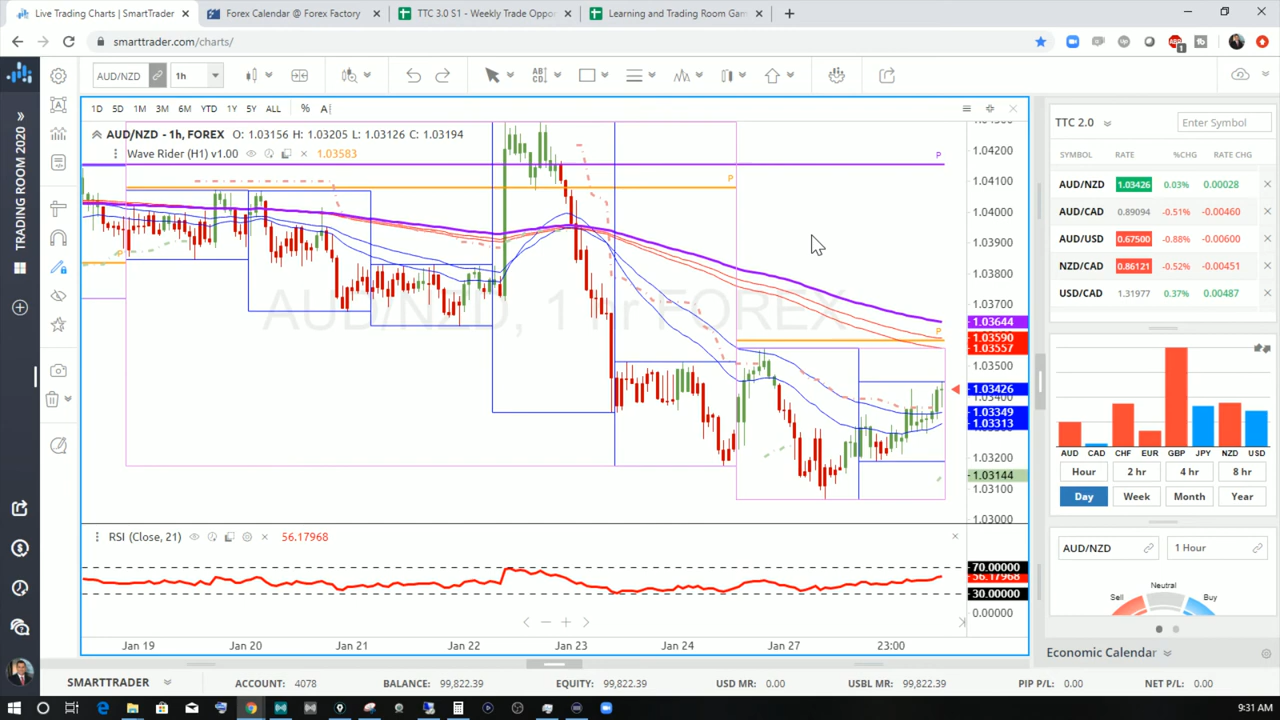 Live Trading Charts | SmartTrader
Forex Calendar @ Forex Factory
TTC 3.0 S1 - Weekly Trade Oppo
Learning and Trading Room Gam
smarttrader.com/charts/
AUD/NZD
1h
1D 5D 1M 3M 6M YTD 1Y 5Y ALL %
AUD/NZD - 1h, FOREX O: 1.03156 H: 1.03205 L: 1.03126 C: 1.03194
Wave Rider (H1) v1.00 1.03583
AUD/NZD, 1 hr FOREX
P
P
P
P
1.04200
1.04100
1.04000
1.03900
1.03800
1.03700
1.03644
1.03590
1.03557
1.03500
1.03426
1.03400
1.03349
1.03313
1.03200
1.03144
1.03100
1.03000
RSI (Close, 21) 56.17968
70.00000
56.17968
30.00000
0.00000
Jan 19 Jan 20 Jan 21 Jan 22 Jan 23 Jan 24 Jan 27 23:00
TRADING ROOM 2020
TTC 2.0
Enter Symbol
SYMBOL RATE %CHG RATE CHG
AUD/NZD 1.03426 0.03% 0.00028
AUD/CAD 0.89094 -0.51% -0.00460
AUD/USD 0.67500 -0.88% -0.00600
NZD/CAD 0.86121 -0.52% -0.00451
USD/CAD 1.31977 0.37% 0.00487
AUD CAD CHF EUR GBP JPY NZD USD
Hour 2 hr 4 hr 8 hr
Day Week Month Year
AUD/NZD 1 Hour
Neutral
Sell Buy
Economic Calendar
SMARTTRADER ACCOUNT: 4078 BALANCE: 99,822.39 EQUITY: 99,822.39 USD MR: 0.00 USBL MR: 99,822.39 PIP P/L: 0.00 NET P/L: 0.00
9:31 AM